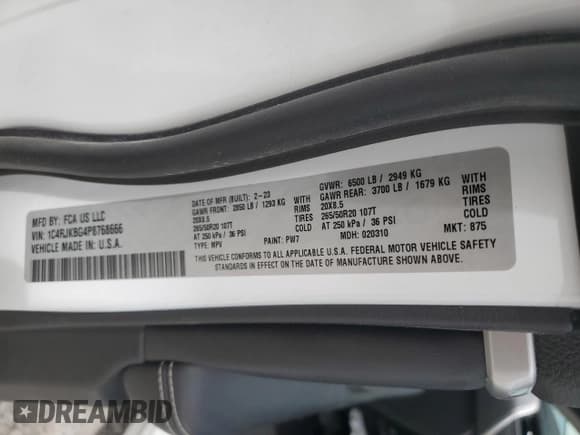 MFD BY: FCA US LLC
VIN: 1C4RJKBG4P8768666
VEHICLE MADE IN: U.S.A.
DATE OF MFR (BUILT): 2-23
GAWR FRONT: 2850 LB / 1293 KG WITH
20X8.5 RIMS
265/50R20 107T TIRES
AT 250 kPa / 36 PSI COLD
TYPE: MPV PAINT: PW7
GVWR: 6500 LB / 2949 KG
GAWR REAR: 3700 LB / 1679 KG WITH
20X8.5 RIMS
265/50R20 107T TIRES
AT 250 kPa / 36 PSI COLD
MDH: 020310 MKT: 875
THIS VEHICLE CONFORMS TO ALL APPLICABLE U.S.A. FEDERAL MOTOR VEHICLE SAFETY
STANDARDS IN EFFECT ON THE DATE OF MANUFACTURE SHOWN ABOVE.
DREAMBID